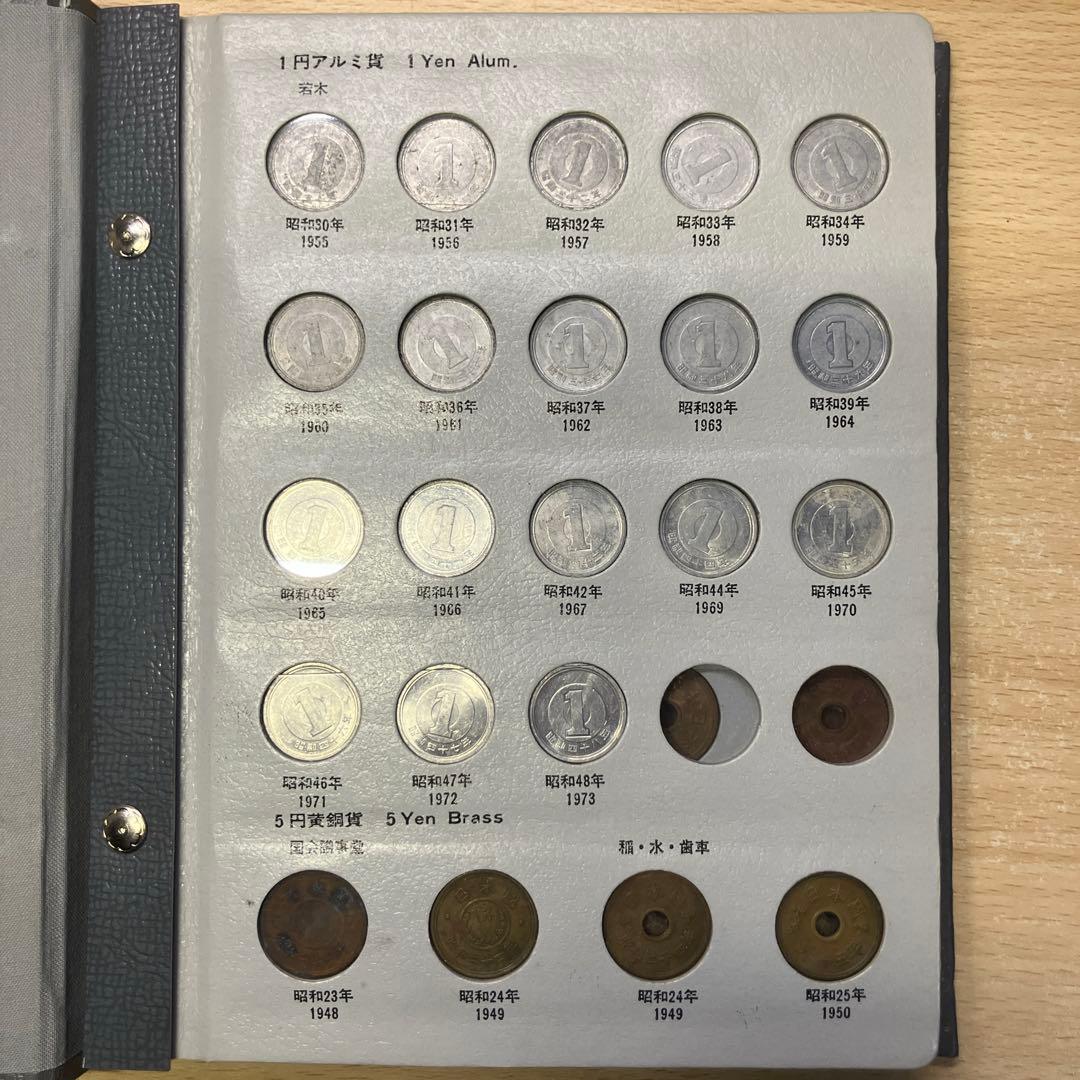 1円アルミ貨 1 Yen Alum.
若木
昭和30年 昭和31年 昭和32年 昭和33年 昭和34年
1955 1956 1957 1958 1959
昭和35年 昭和36年 昭和37年 昭和38年 昭和39年
1960 1961 1962 1963 1964
昭和40年 昭和41年 昭和42年 昭和44年 昭和45年
1965 1966 1967 1969 1970
昭和46年 昭和47年 昭和48年
1971 1972 1973
5円黄銅貨 5 Yen Brass
国会議事堂 稲・水・歯車
昭和23年 昭和24年 昭和24年 昭和25年
1948 1949 1949 1950